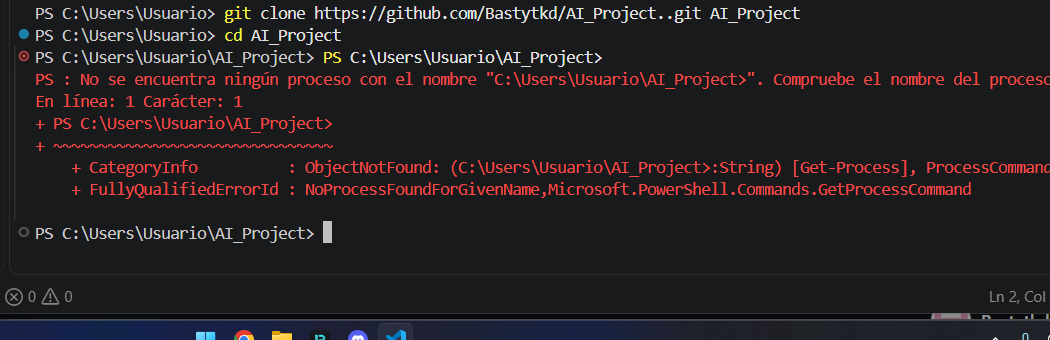 PS C:\Users\Usuario> git clone https://github.com/Bastytkd/AI_Project..git AI_Project
PS C:\Users\Usuario> cd AI_Project
PS C:\Users\Usuario\AI_Project> PS C:\Users\Usuario\AI_Project>
PS : No se encuentra ningún proceso con el nombre "C:\Users\Usuario\AI_Project>". Compruebe el nombre del proceso
En línea: 1 Carácter: 1
+ PS C:\Users\Usuario\AI_Project>
+ ~~~~~~~~~~~~~~~~~~~~~~~~~~~~~~~
+ CategoryInfo : ObjectNotFound: (C:\Users\Usuario\AI_Project>:String) [Get-Process], ProcessCommand
+ FullyQualifiedErrorId : NoProcessFoundForGivenName,Microsoft.PowerShell.Commands.GetProcessCommand
PS C:\Users\Usuario\AI_Project>
0 0 Ln 2, Col